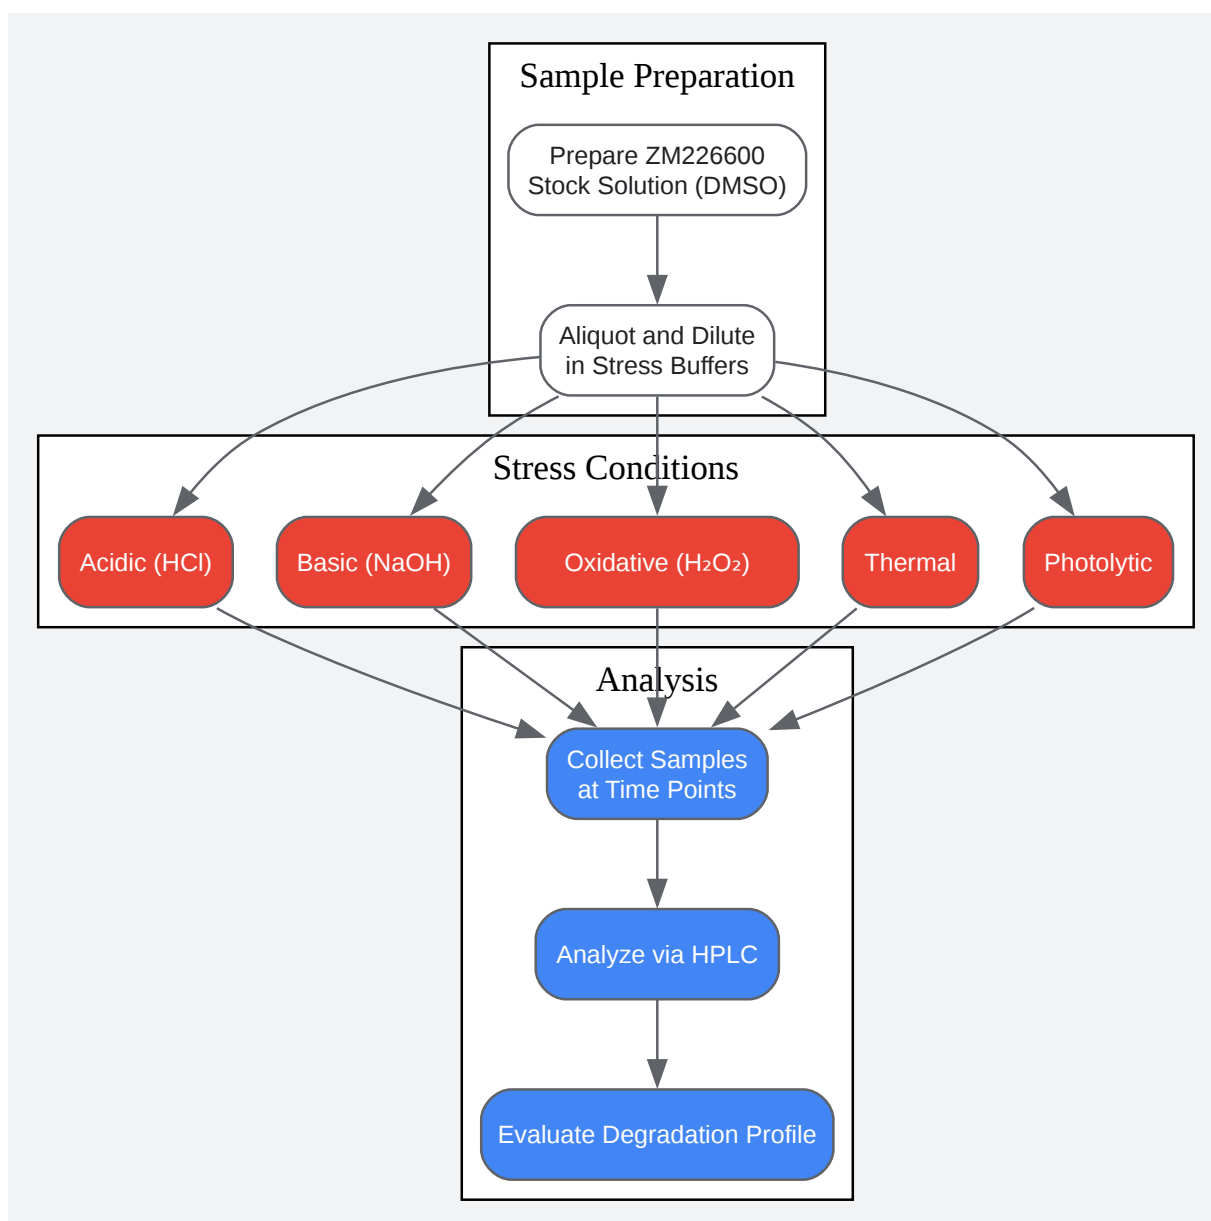 Sample Preparation
Prepare ZM226600
Stock Solution (DMSO)
Aliquot and Dilute
in Stress Buffers
Stress Conditions
Acidic (HCl)
Basic (NaOH)
Oxidative (H₂O₂)
Thermal
Photolytic
Analysis
Collect Samples
at Time Points
Analyze via HPLC
Evaluate Degradation Profile